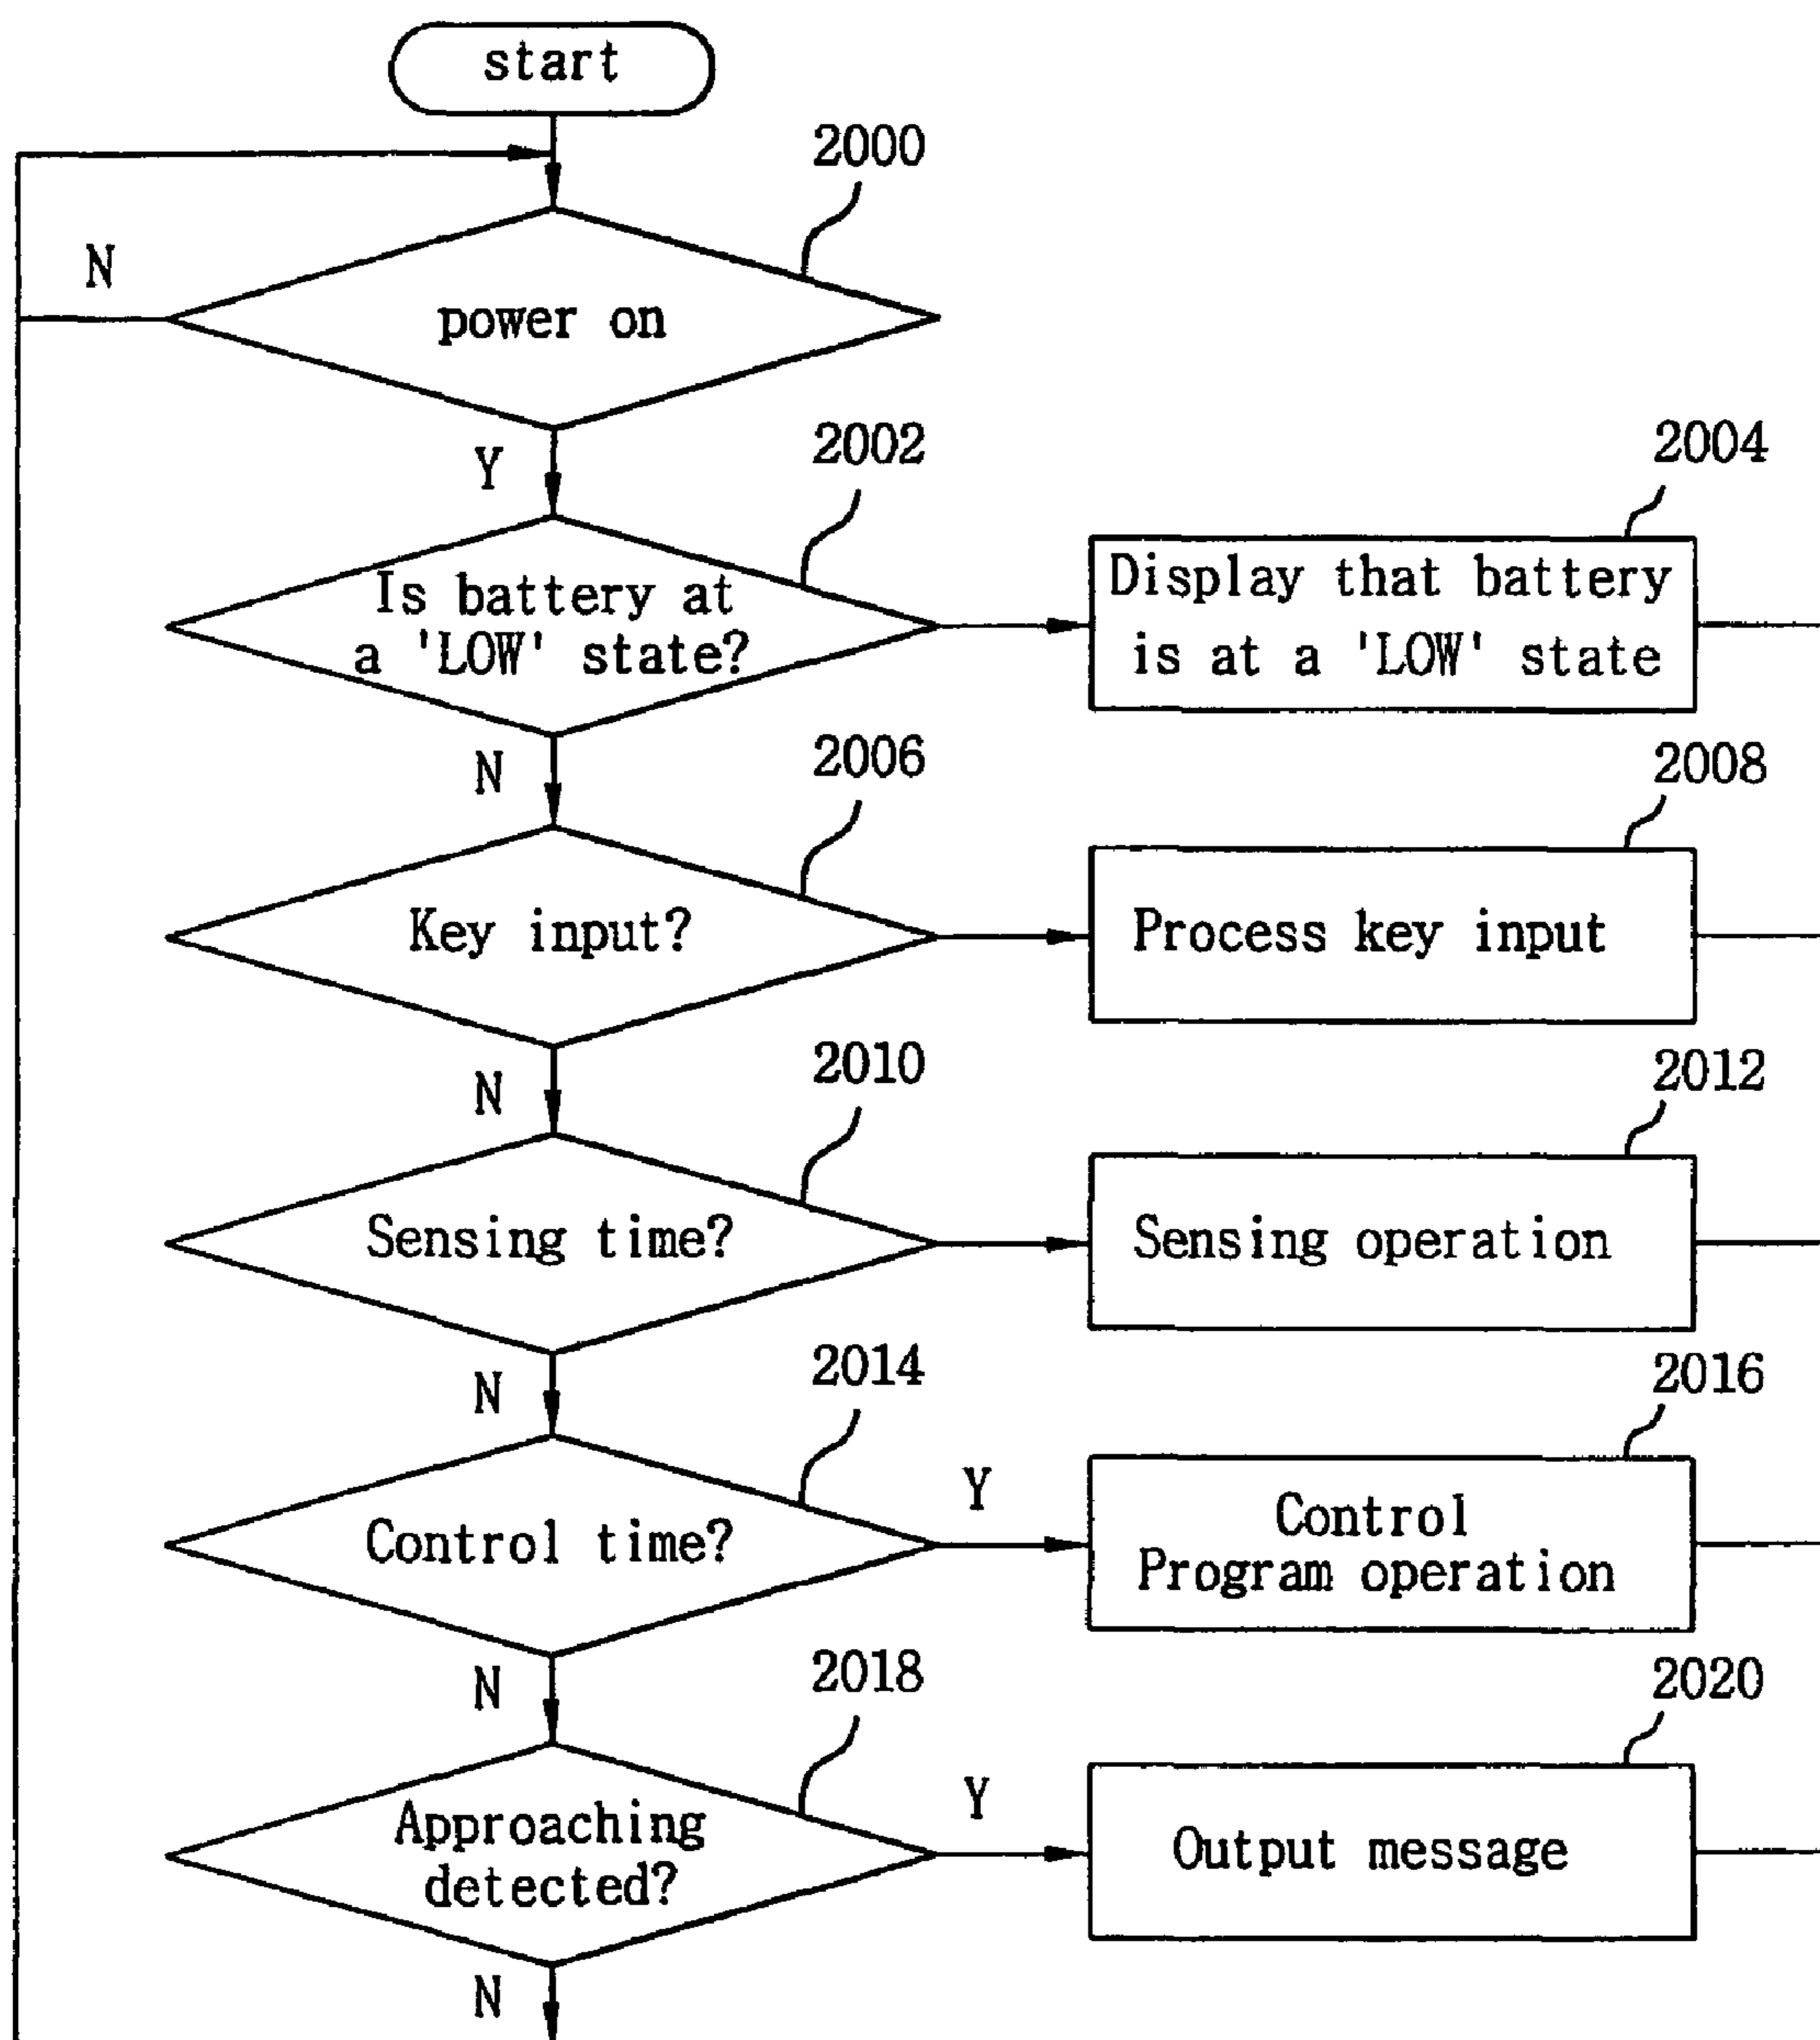 start
2000
N
power on
Y
2002
2004
Is battery at
a 'LOW' state?
Display that battery
is at a 'LOW' state
N
2006
2008
Key input?
Process key input
N
2010
2012
Sensing time?
Sensing operation
N
2014
2016
Control time?
Y
Control
Program operation
N
2018
2020
Approaching
detected?
Y
Output message
N